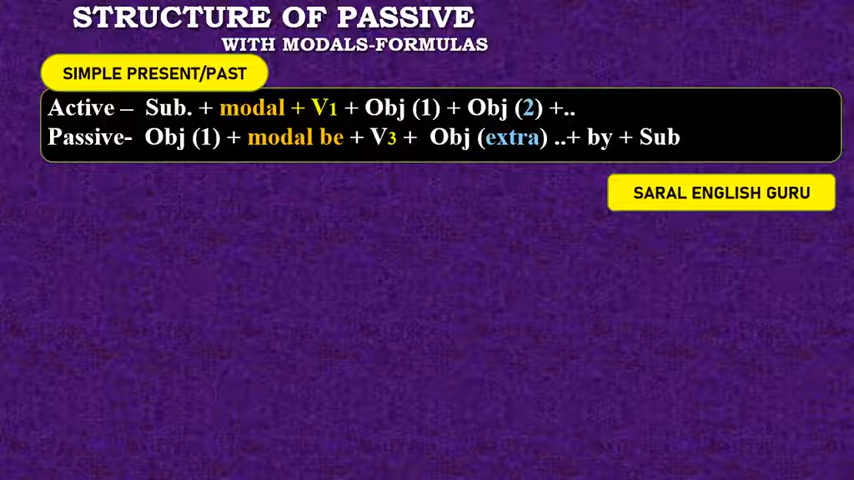 STRUCTURE OF PASSIVE
WITH MODALS-FORMULAS
SIMPLE PRESENT/PAST
Active – Sub. + modal + V1 + Obj (1) + Obj (2) +..
Passive- Obj (1) + modal be + V3 + Obj (extra) ..+ by + Sub
SARAL ENGLISH GURU